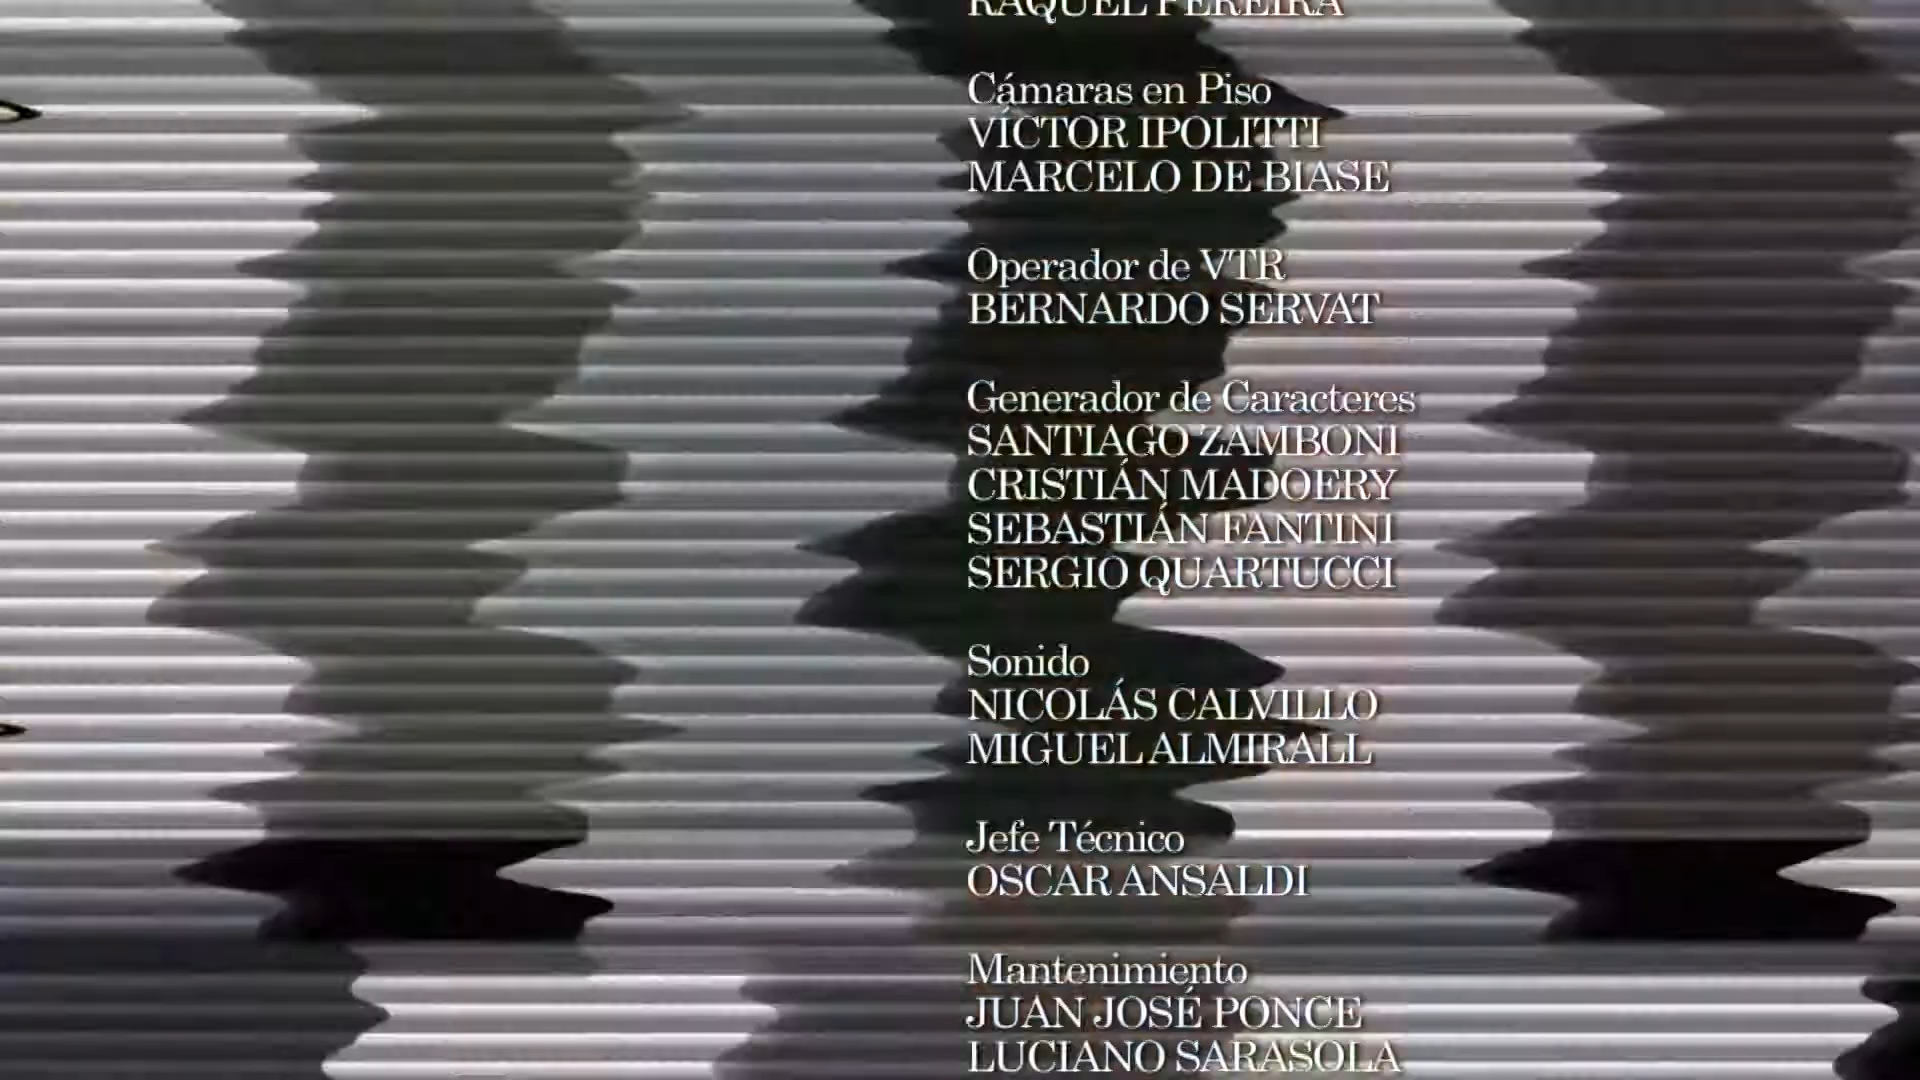 RAQUEL PEREIRA
Cámaras en Piso
VÍCTOR IPOLITTI
MARCELO DE BIASE
Operador de VTR
BERNARDO SERVAT
Generador de Caracteres
SANTIAGO ZAMBONI
CRISTIÁN MADOERY
SEBASTIÁN FANTINI
SERGIO QUARTUCCI
Sonido
NICOLÁS CALVILLO
MIGUEL ALMIRALL
Jefe Técnico
OSCAR ANSALDI
Mantenimiento
JUAN JOSÉ PONCE
LUCIANO SARASOLA